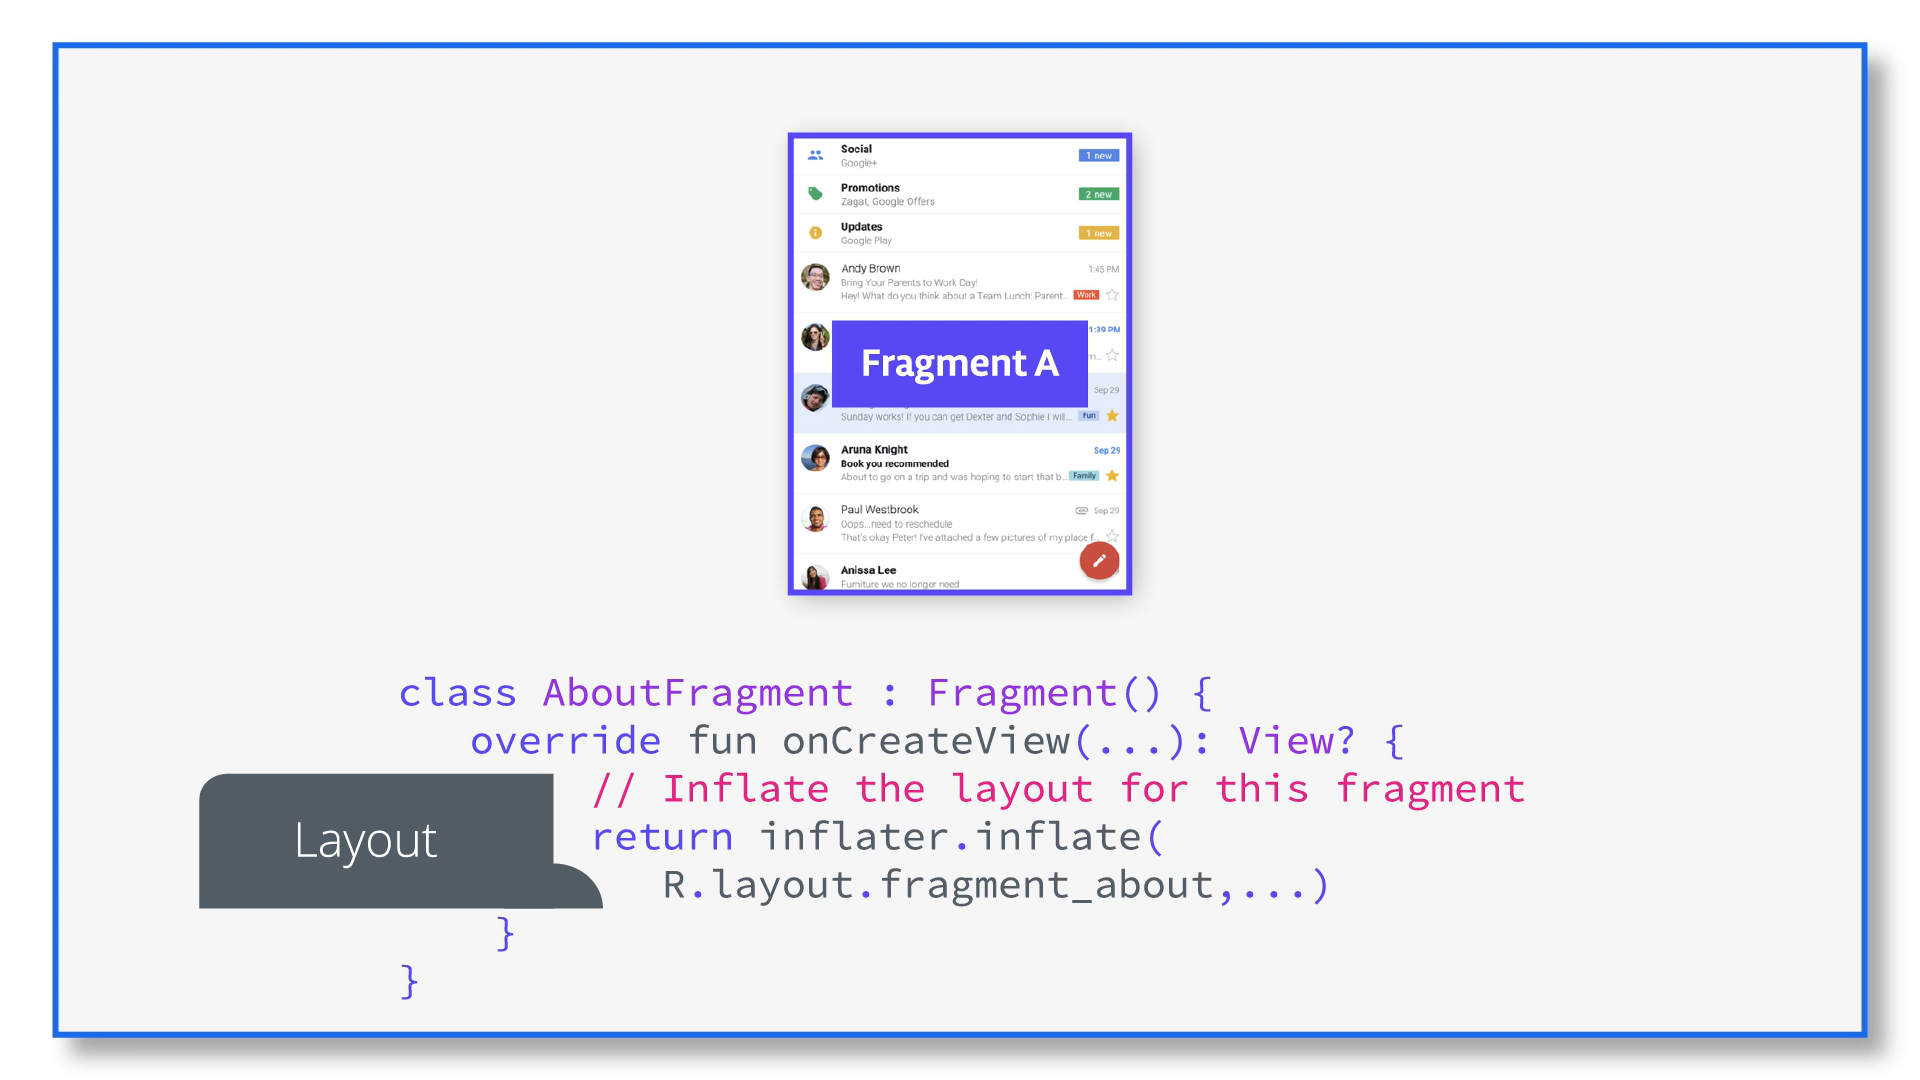 Social
1 new
Google+
Promotions
2 new
Zagat, Google Offers
Updates
1 new
Google Play
Andy Brown
1:45 PM
Bring Your Parents to Work Day!
Hey! What do you think about a Team Lunch: Parent...
Work
1:39 PM
Fragment A
m...
Sep 29
Sunday works! If you can get Dexter and Sophie I will...
Fun
Aruna Knight
Sep 29
Book you recommended
About to go on a trip and was hoping to start that b...
Family
Paul Westbrook
Sep 29
Oops...need to reschedule
That's okay Peter! I've attached a few pictures of my place f...
Anissa Lee
Furniture we no longer need
class AboutFragment : Fragment() {
override fun onCreateView(...): View? {
// Inflate the layout for this fragment
Layout
return inflater.inflate(
R.layout.fragment_about,...)
}
}